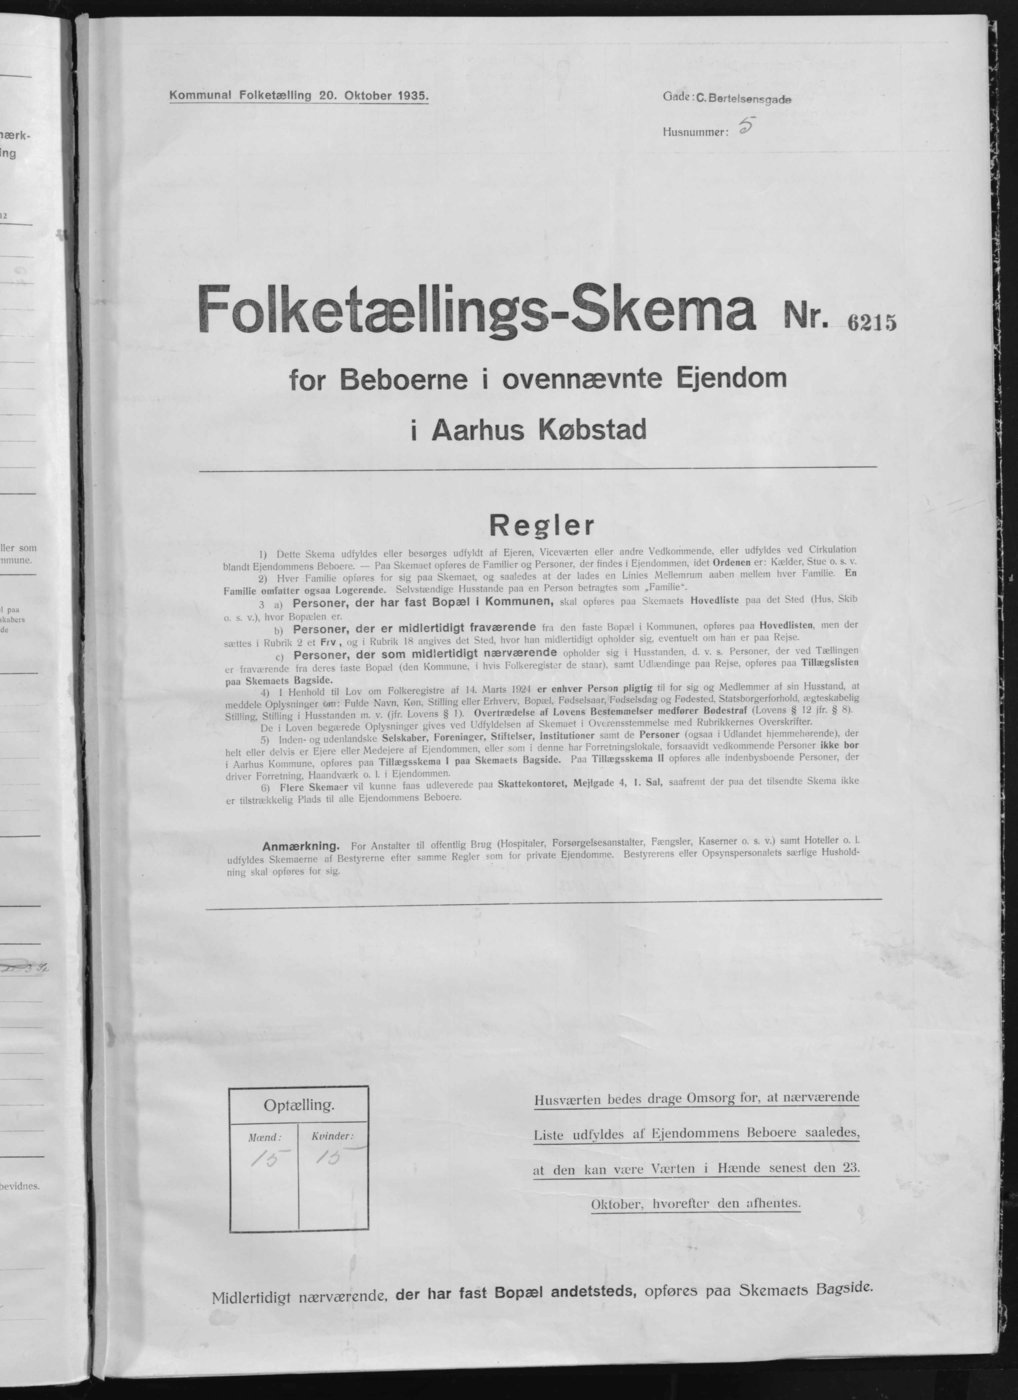 Kommunal Folketælling 20. Oktober 1935.
Gade: C. Bertelsensgade
Husnummer: 5
Folketællings-Skema Nr. 6215
for Beboerne i ovennævnte Ejendom
i Aarhus Købstad
Regler
1) Dette Skema udfyldes eller besørges udfyldt af Ejeren, Viceværten eller andre Vedkommende, eller udfyldes ved Cirkulation
blandt Ejendommens Beboere. — Paa Skemaet opføres de Familier og Personer, der findes i Ejendommen, idet Ordenen er: Kælder, Stue o. s. v.
2) Hver Familie opføres for sig paa Skemaet, og saaledes at der lades en Linies Mellemrum aaben mellem hver Familie. En
Familie omfatter ogsaa Logerende. Selvstændige Husstande paa en Person betragtes som „Familie“.
3 a) Personer, der har fast Bopæl i Kommunen, skal opføres paa Skemaets Hovedliste paa det Sted (Hus, Skib
o. s. v.), hvor Bopælen er.
b) Personer, der er midlertidigt fraværende fra den faste Bopæl i Kommunen, opføres paa Hovedlisten, men der
sættes i Rubrik 2 et Frv., og i Rubrik 18 angives det Sted, hvor han midlertidigt opholder sig, eventuelt om han er paa Rejse.
c) Personer, der som midlertidigt nærværende opholder sig i Husstanden, d. v. s. Personer, der ved Tællingen
er fraværende fra deres faste Bopæl (den Kommune, i hvis Folkeregister de staar), samt Udlændinge paa Rejse, opføres paa Tillægslisten
paa Skemaets Bagside.
4) I Henhold til Lov om Folkeregistre af 14. Marts 1924 er enhver Person pligtig til for sig og Medlemmer af sin Husstand, at
meddele Oplysninger om: Fulde Navn, Køn, Stilling eller Erhverv, Bopæl, Fødselsaar, Fødselsdag og Fødested, Statsborgerforhold, ægteskabelig
Stilling, Stilling i Husstanden m. v. (jfr. Lovens § 1). Overtrædelse af Lovens Bestemmelser medfører Bødestraf (Lovens § 12 jfr. § 8).
De i Loven begærede Oplysninger gives ved Udfyldelsen af Skemaet i Overensstemmelse med Rubrikkernes Overskrifter.
5) Inden- og udenlandske Selskaber, Foreninger, Stiftelser, Institutioner samt de Personer (ogsaa i Udlandet hjemmehørende), der
helt eller delvis er Ejere eller Medejere af Ejendommen, eller som i denne har Forretningslokale, forsaavidt vedkommende Personer ikke bor
i Aarhus Kommune, opføres paa Tillægsskema I paa Skemaets Bagside. Paa Tillægsskema II opføres alle indenbysboende Personer, der
driver Forretning, Haandværk o. l. i Ejendommen.
6) Flere Skemaer vil kunne faas udleverede paa Skattekontoret, Mejlgade 4, 1. Sal, saafremt der paa det tilsendte Skema ikke
er tilstrækkelig Plads til alle Ejendommens Beboere.
Anmærkning. For Anstalter til offentlig Brug (Hospitaler, Forsørgelsesanstalter, Fængsler, Kaserner o. s. v.) samt Hoteller o. l.
udfyldes Skemaerne af Bestyrerne efter samme Regler som for private Ejendomme. Bestyrerens eller Opsynspersonalets særlige Hushold-
ning skal opføres for sig.
Optælling.
Mænd: Kvinder:
15 15
Husværten bedes drage Omsorg for, at nærværende
Liste udfyldes af Ejendommens Beboere saaledes,
at den kan være Værten i Hænde senest den 23.
Oktober, hvorefter den afhentes.
Midlertidigt nærværende, der har fast Bopæl andetsteds, opføres paa Skemaets Bagside.